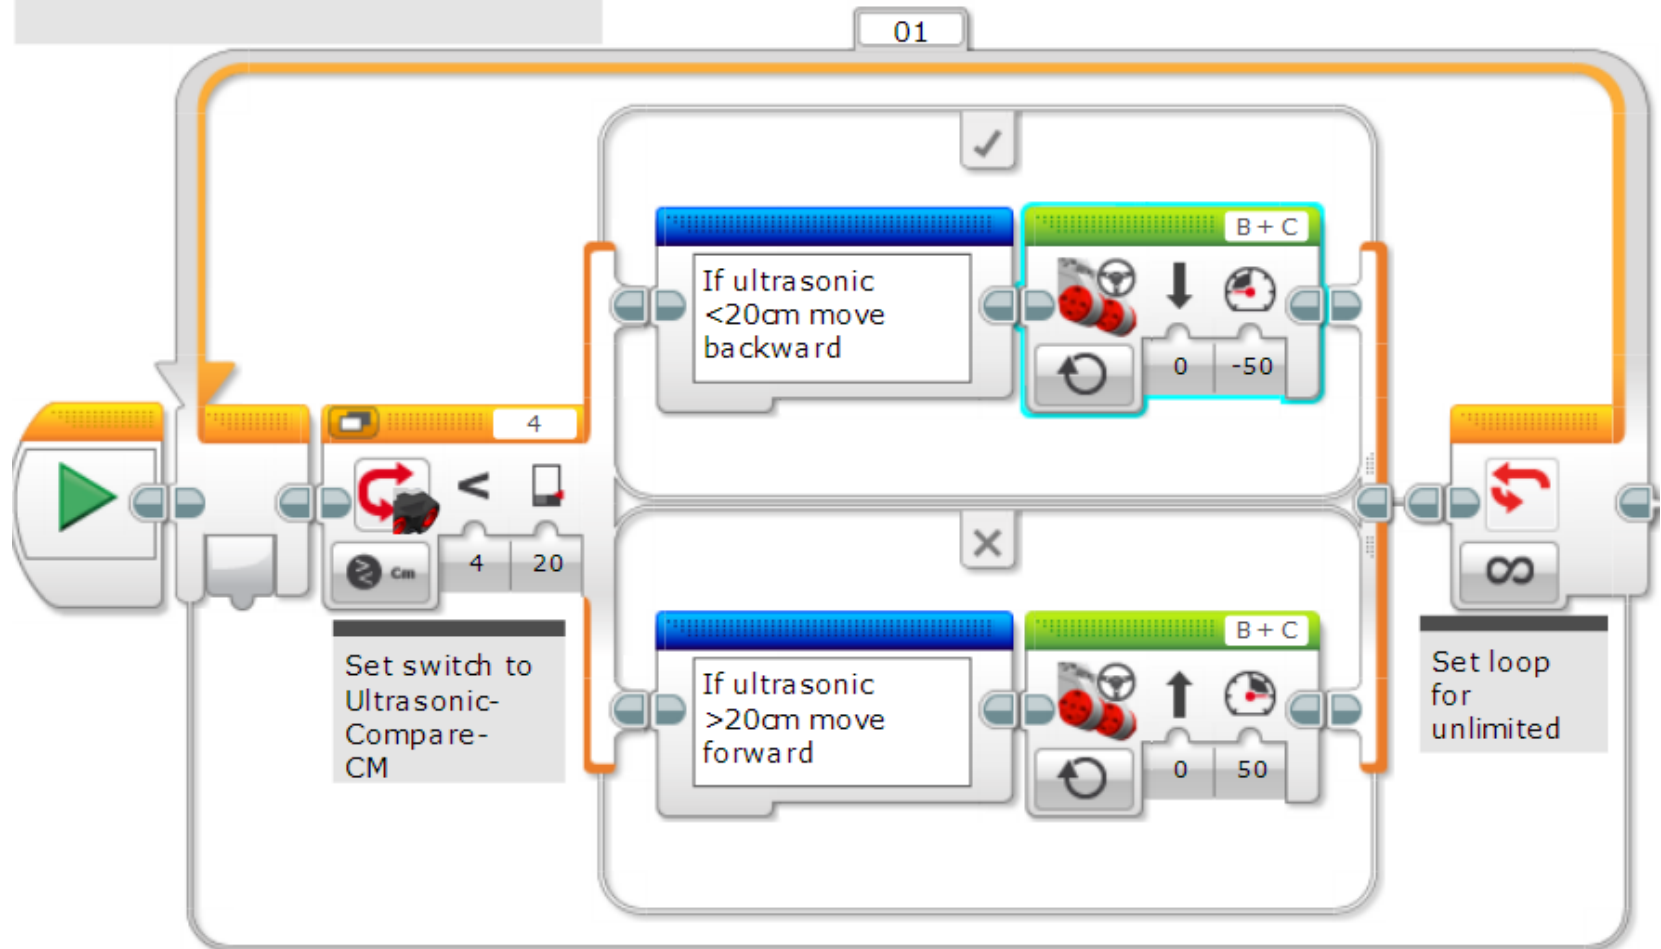 01
If ultrasonic
<20cm move
backward
B + C
0
-50
4
<
4
20
Cm
Set switch to
Ultrasonic-
Compare-
CM
If ultrasonic
>20cm move
forward
B + C
0
50
∞
Set loop
for
unlimited